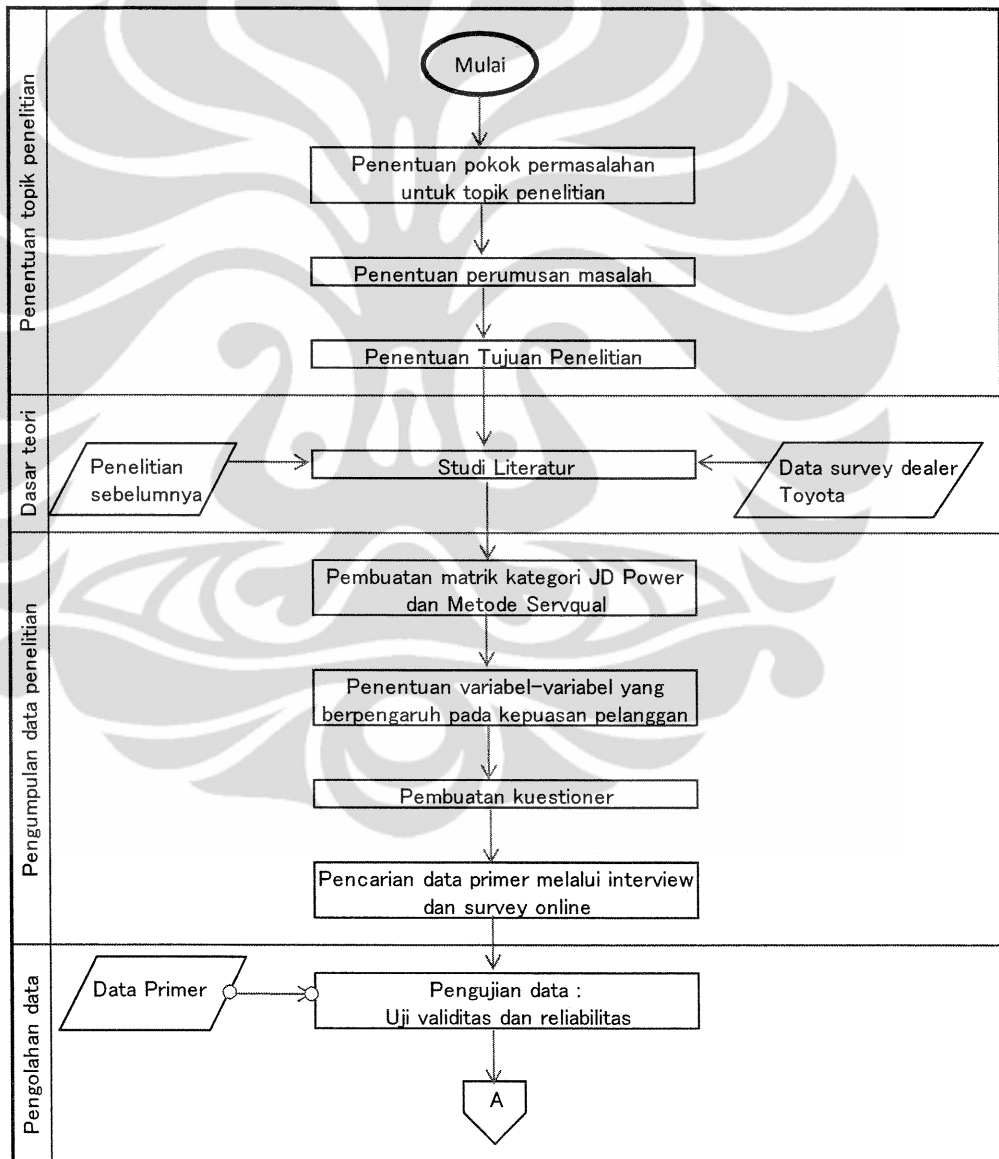 Penentuan topik penelitian
Mulai
Penentuan pokok permasalahan
untuk topik penelitian
Penentuan perumusan masalah
Penentuan Tujuan Penelitian
Dasar teori
Penelitian
sebelumnya
Studi Literatur
Data survey dealer
Toyota
Pengumpulan data penelitian
Pembuatan matrik kategori JD Power
dan Metode Servqual
Penentuan variabel-variabel yang
berpengaruh pada kepuasan pelanggan
Pembuatan kuestioner
Pencarian data primer melalui interview
dan survey online
Pengolahan data
Data Primer
Pengujian data :
Uji validitas dan reliabilitas
A